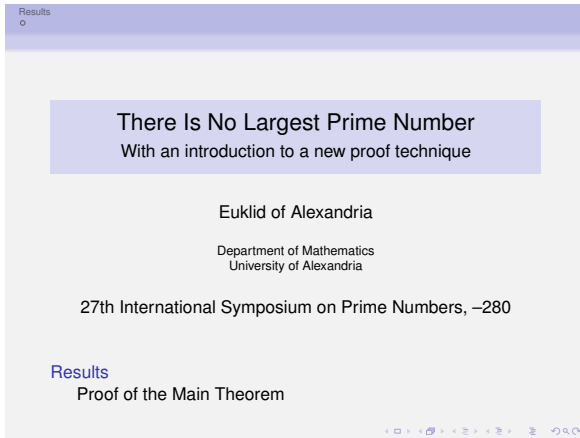 Results
There Is No Largest Prime Number
With an introduction to a new proof technique
Euklid of Alexandria
Department of Mathematics
University of Alexandria
27th International Symposium on Prime Numbers, –280
Results
Proof of the Main Theorem